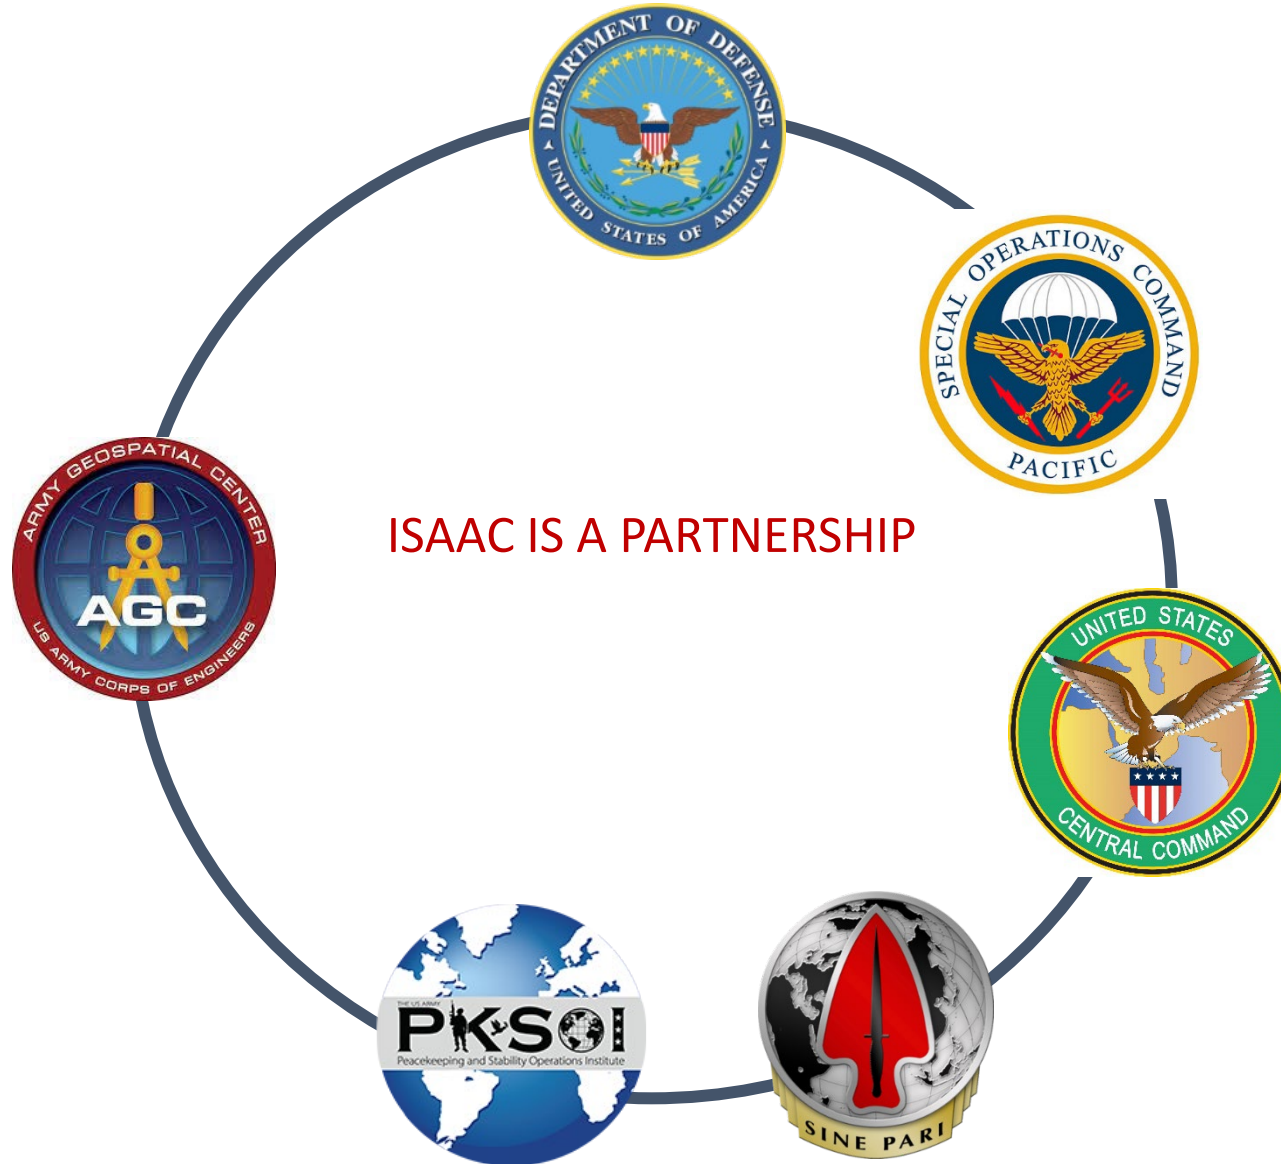 DEPARTMENT OF DEFENSE
UNITED STATES OF AMERICA
SPECIAL OPERATIONS COMMAND
PACIFIC
ARMY GEOSPATIAL CENTER
AGC
US ARMY CORPS OF ENGINEERS
ISAAC IS A PARTNERSHIP
UNITED STATES
CENTRAL COMMAND
THE US ARMY
PKSOI
Peacekeeping and Stability Operations Institute
SINE PARI